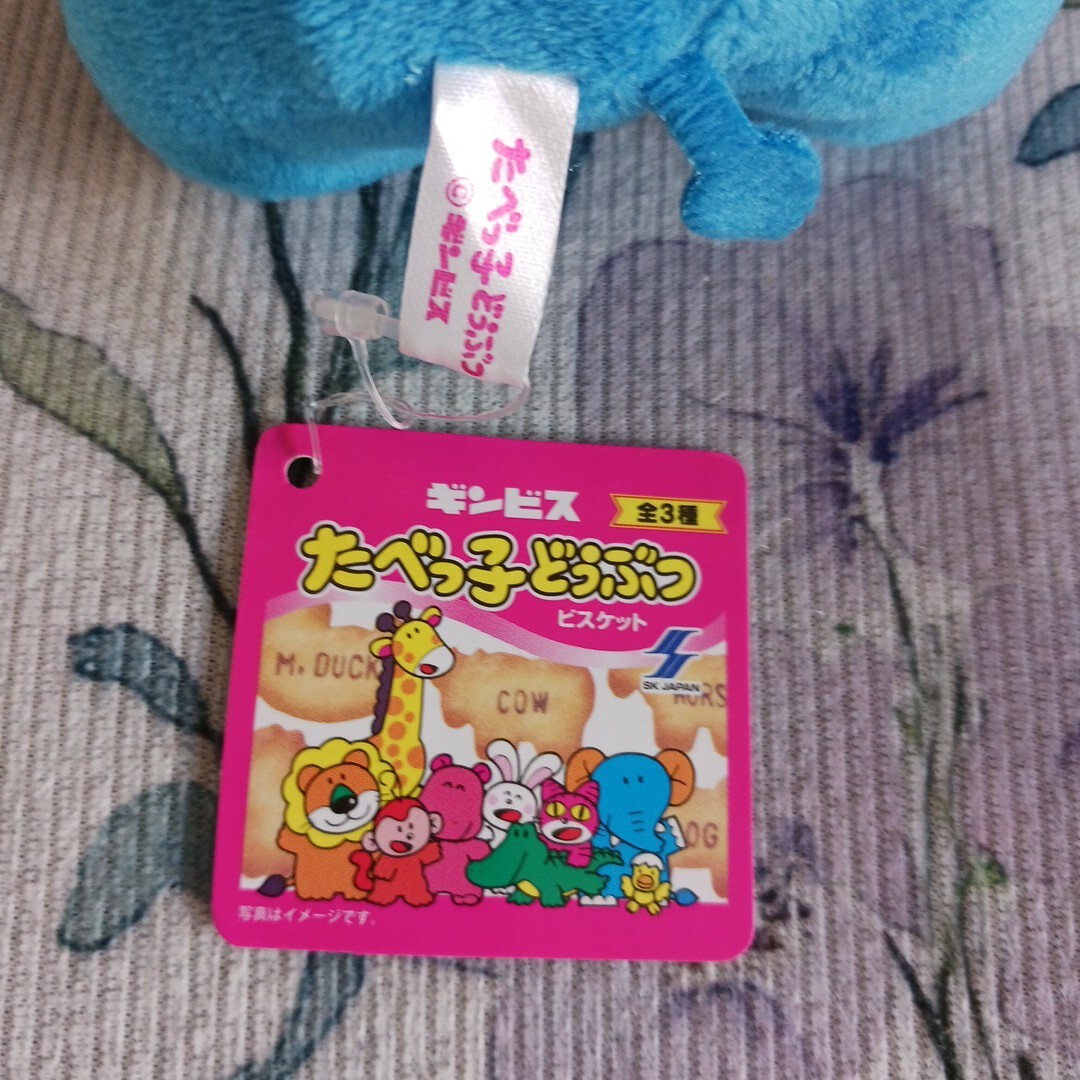 たべっ子どうぶつ
© ギンビス
ギンビス
全3種
たべっ子どうぶつ
ビスケット
SK JAPAN
M. DUCK
COW
HORS
OG
写真はイメージです。